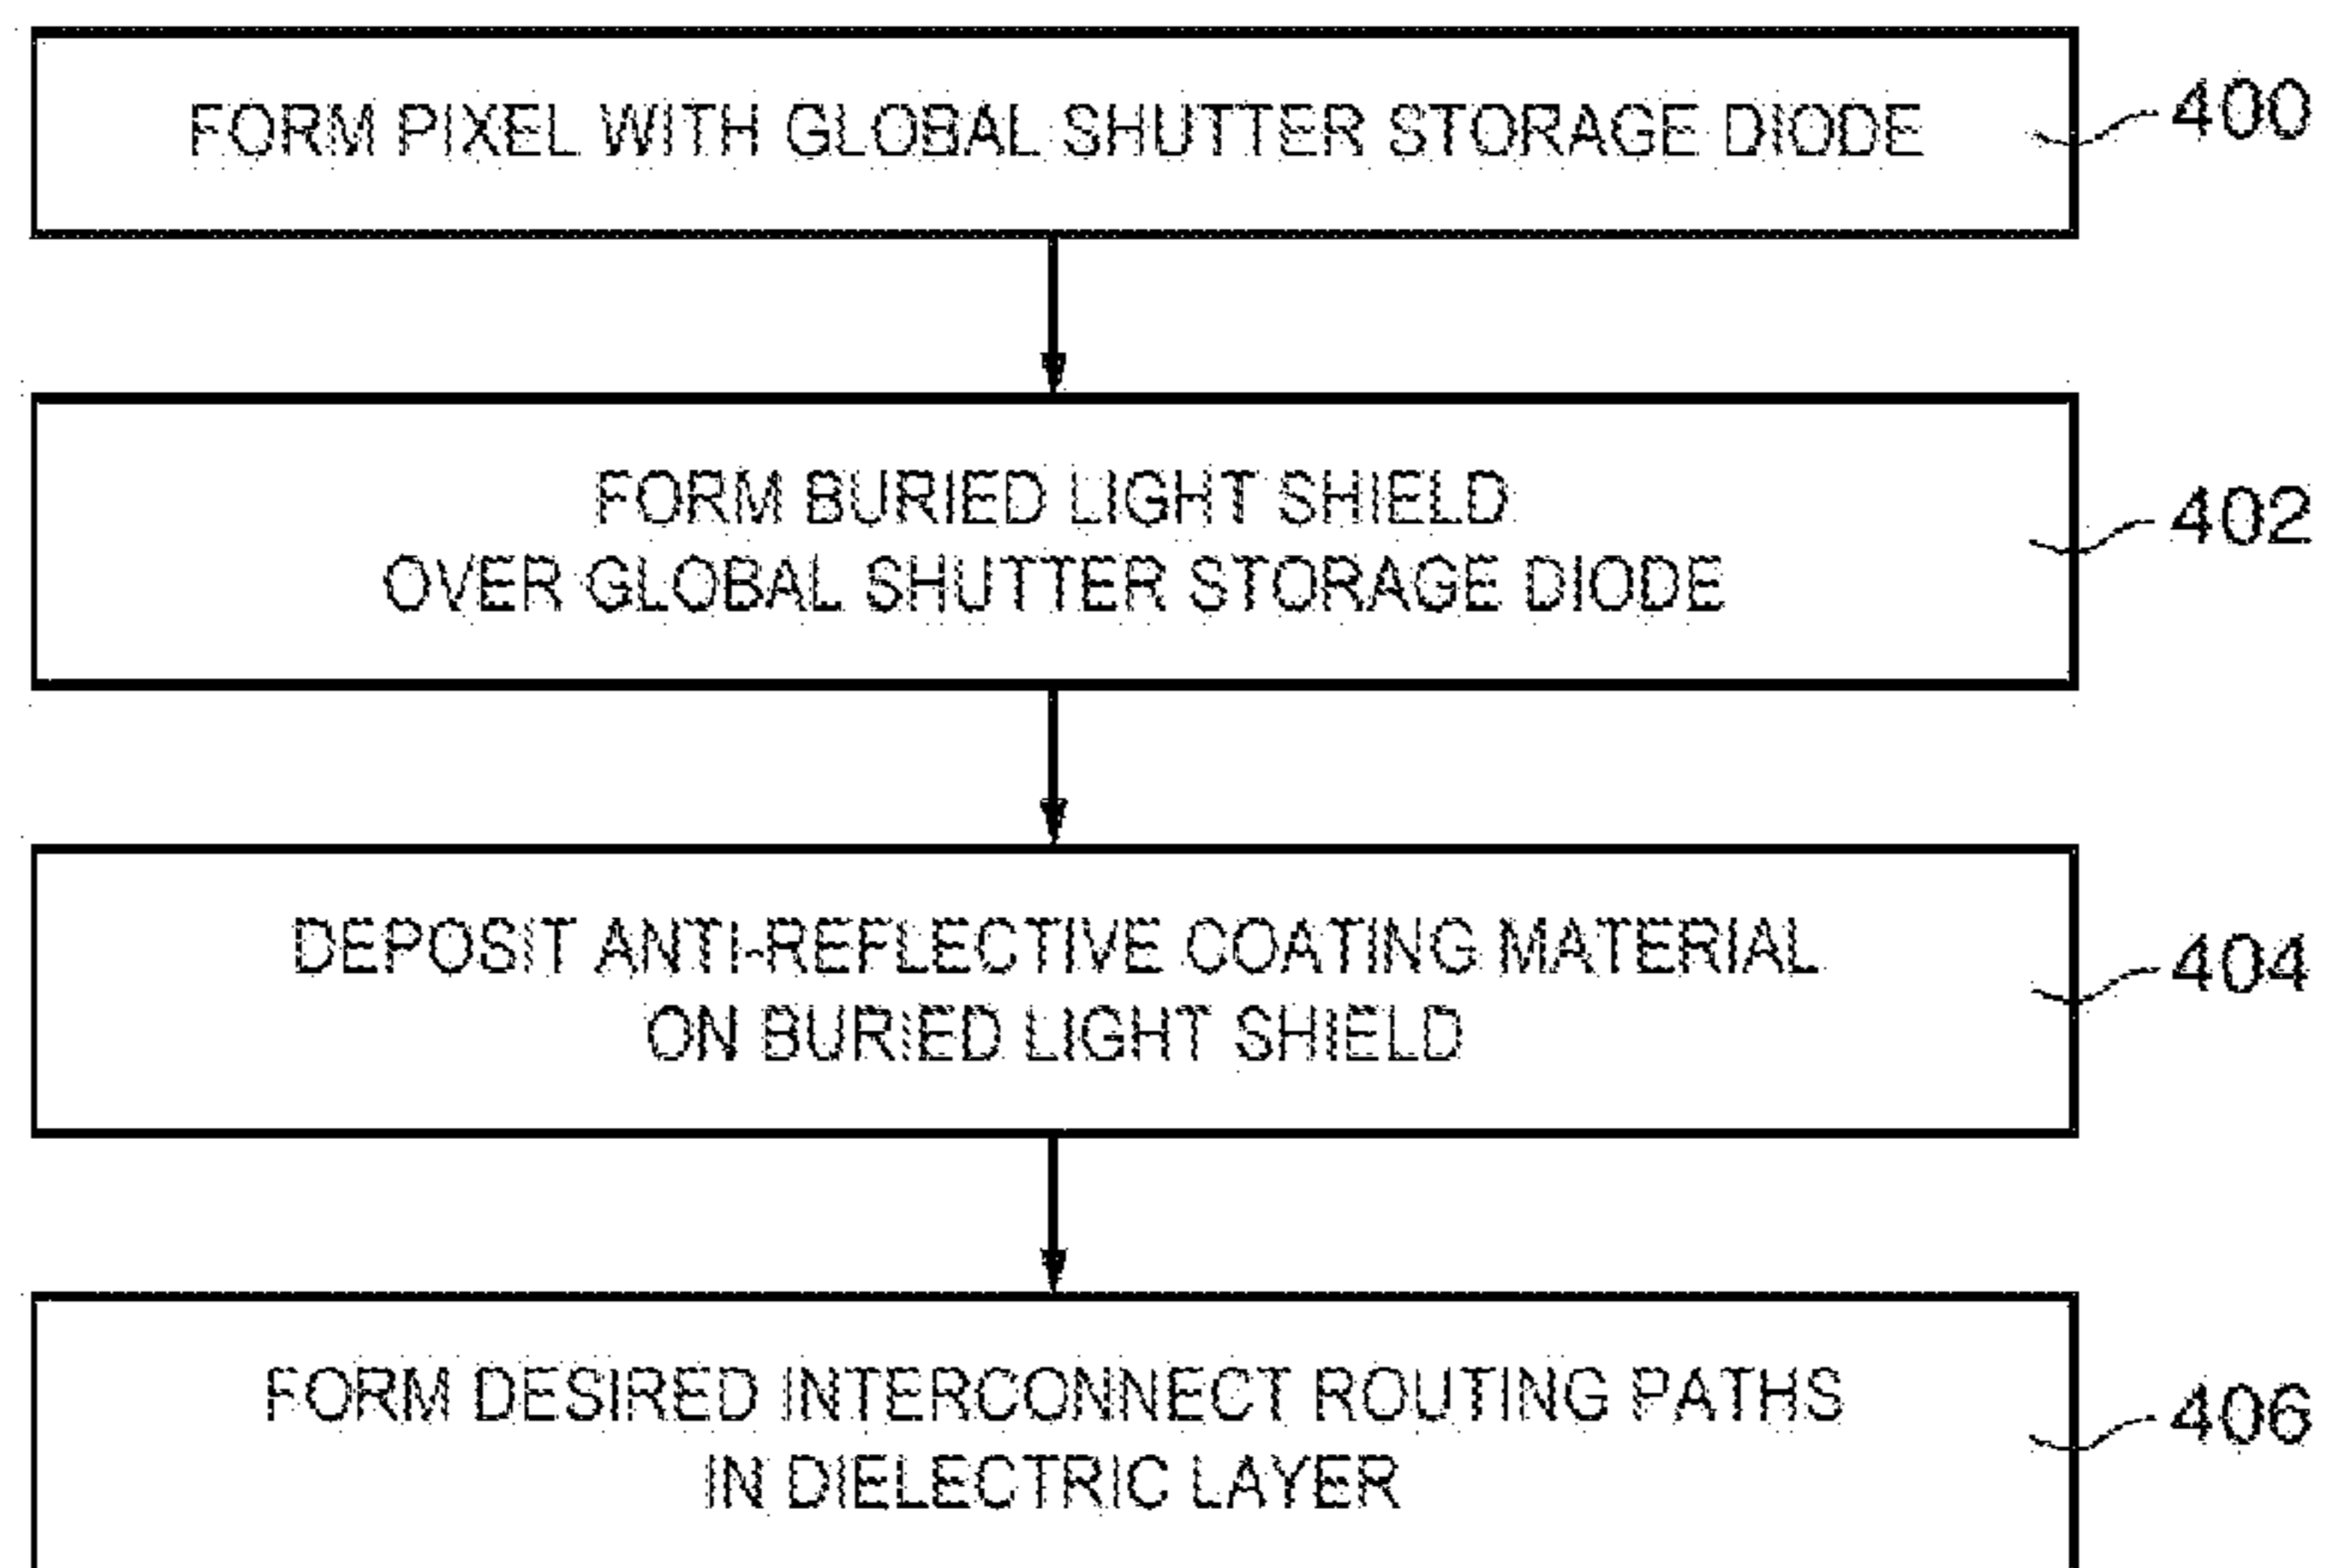 FORM PIXEL WITH GLOBAL SHUTTER STORAGE DIODE
400
FORM BURIED LIGHT SHIELD
OVER GLOBAL SHUTTER STORAGE DIODE
402
DEPOSIT ANTI-REFLECTIVE COATING MATERIAL
ON BURIED LIGHT SHIELD
404
FORM DESIRED INTERCONNECT ROUTING PATHS
IN DIELECTRIC LAYER
406